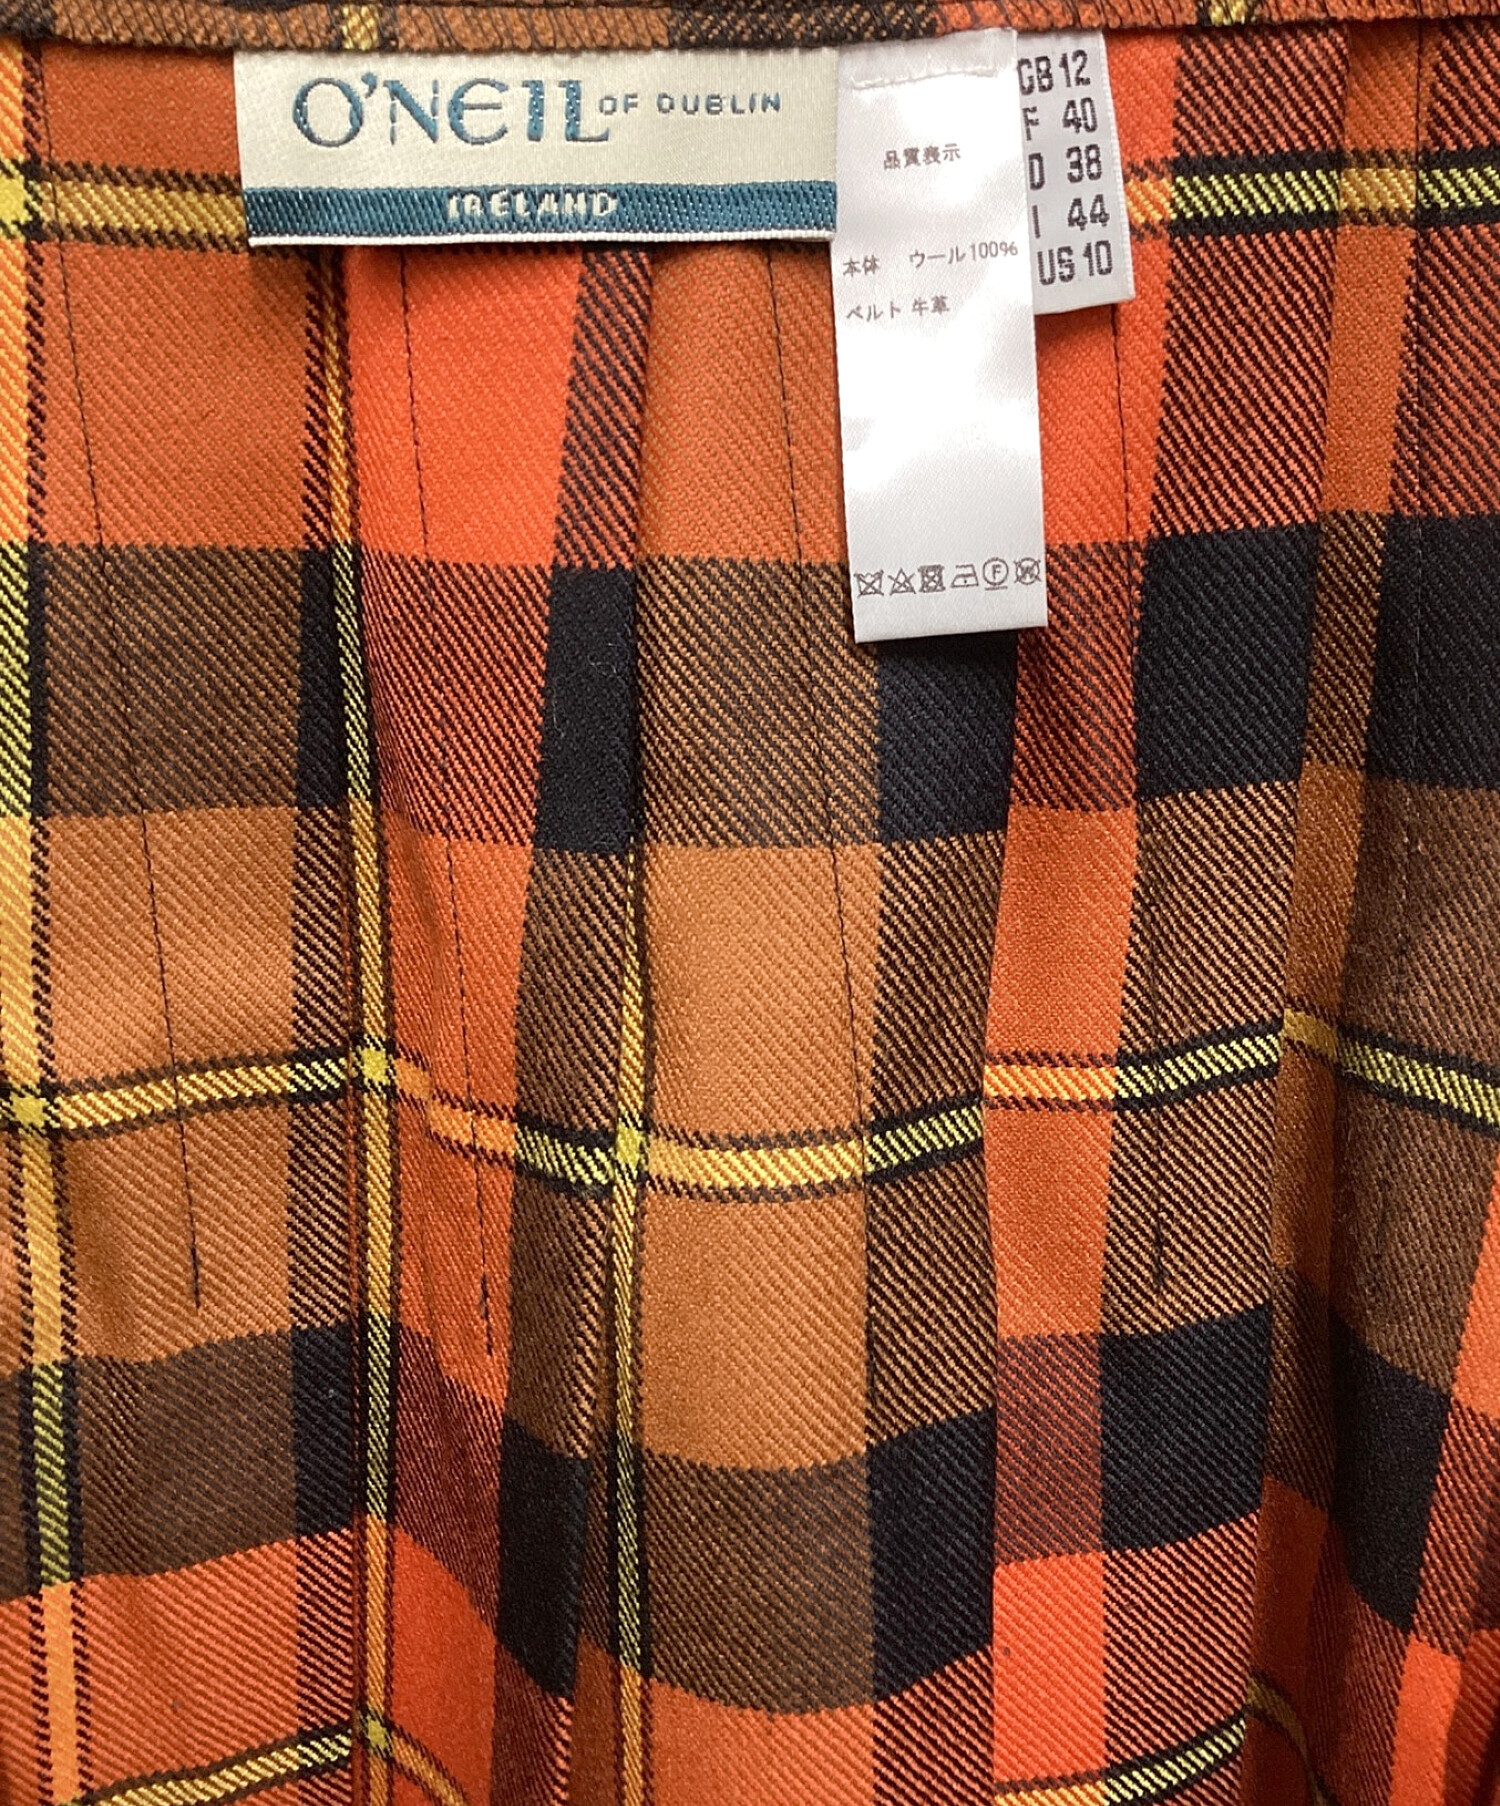 O'NEIL OF DUBLIN
IRELAND
品質表示
本体 ウール100%
ベルト 牛革
F
W
GB 12
F 40
D 38
I 44
US 10